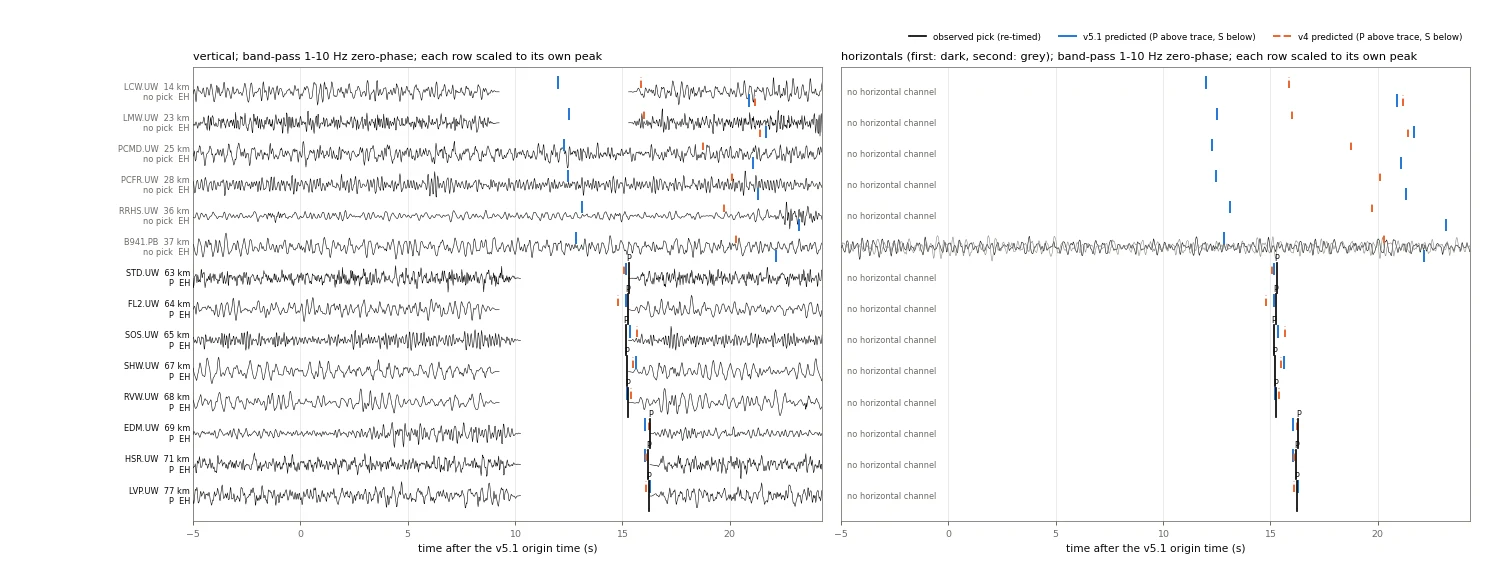 observed pick (re-timed)
v5.1 predicted (P above trace, S below)
v4 predicted (P above trace, S below)
vertical; band-pass 1-10 Hz zero-phase; each row scaled to its own peak
horizontals (first: dark, second: grey); band-pass 1-10 Hz zero-phase; each row scaled to its own peak
LCW.UW 14 km
no pick EH
no horizontal channel
LMW.UW 23 km
no pick EH
no horizontal channel
PCMD.UW 25 km
no pick EH
no horizontal channel
PCFR.UW 28 km
no pick EH
no horizontal channel
RRHS.UW 36 km
no pick EH
no horizontal channel
B941.PB 37 km
no pick EH
P
P
STD.UW 63 km
P EH
no horizontal channel
P
P
FL2.UW 64 km
P EH
no horizontal channel
P
P
SOS.UW 65 km
P EH
no horizontal channel
P
P
SHW.UW 67 km
P EH
no horizontal channel
P
P
RVW.UW 68 km
P EH
no horizontal channel
P
P
EDM.UW 69 km
P EH
no horizontal channel
P
P
HSR.UW 71 km
P EH
no horizontal channel
P
P
LVP.UW 77 km
P EH
no horizontal channel
−5 0 5 10 15 20
−5 0 5 10 15 20
time after the v5.1 origin time (s)
time after the v5.1 origin time (s)